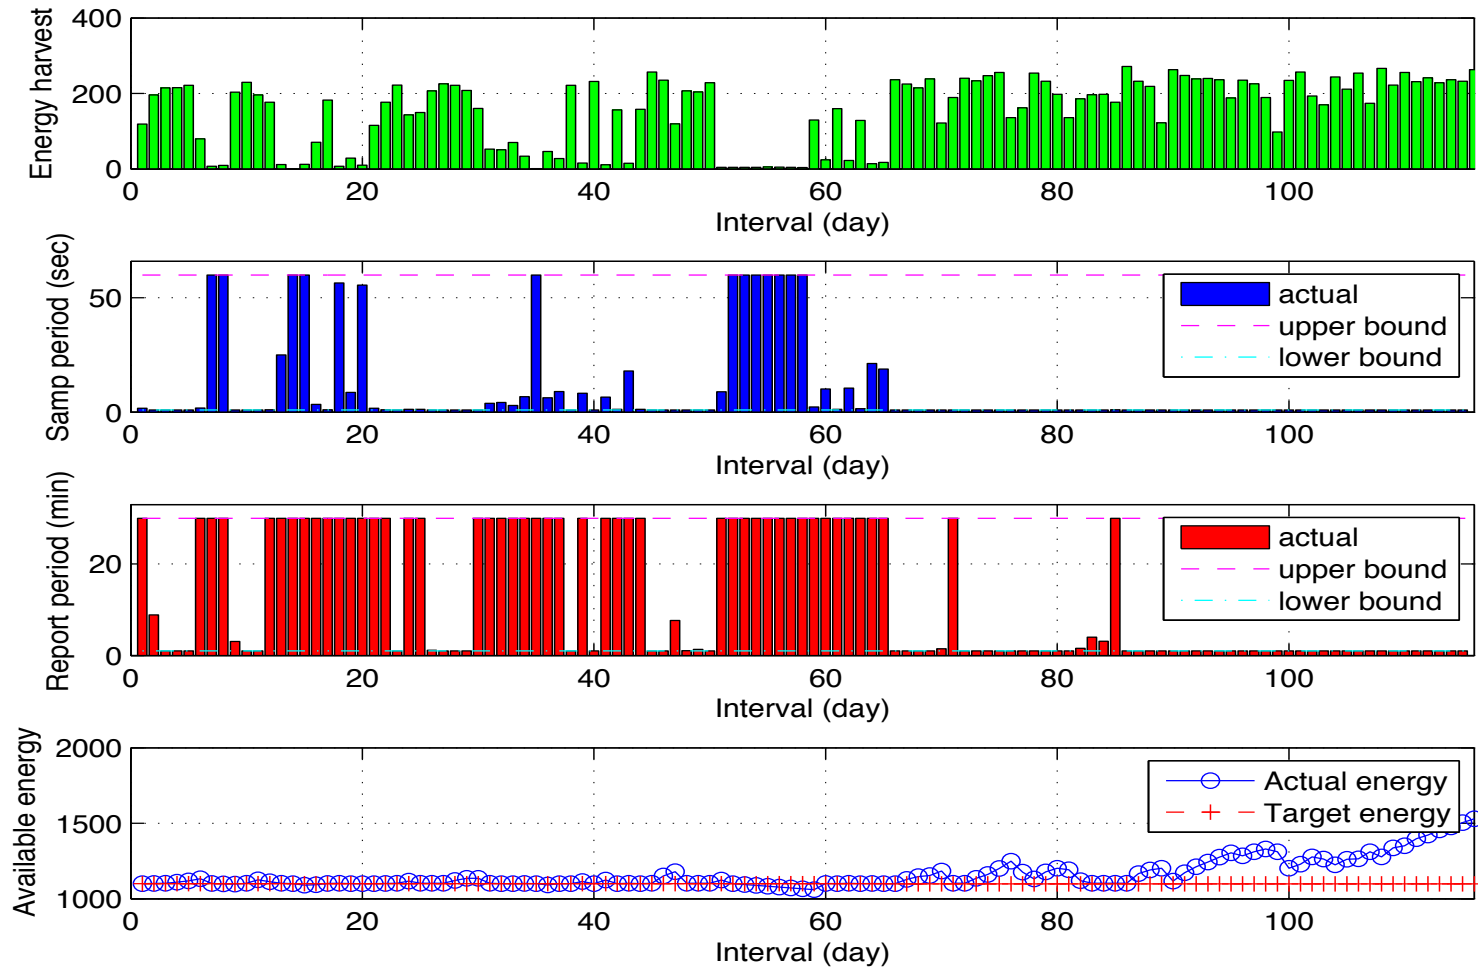 Energy harvest
400
200
0
0 20 40 60 80 100
Interval (day)
Samp period (sec)
50
0
actual
upper bound
lower bound
0 20 40 60 80 100
Interval (day)
Report period (min)
20
0
actual
upper bound
lower bound
0 20 40 60 80 100
Interval (day)
Available energy
2000
1500
1000
Actual energy
Target energy
0 20 40 60 80 100
Interval (day)